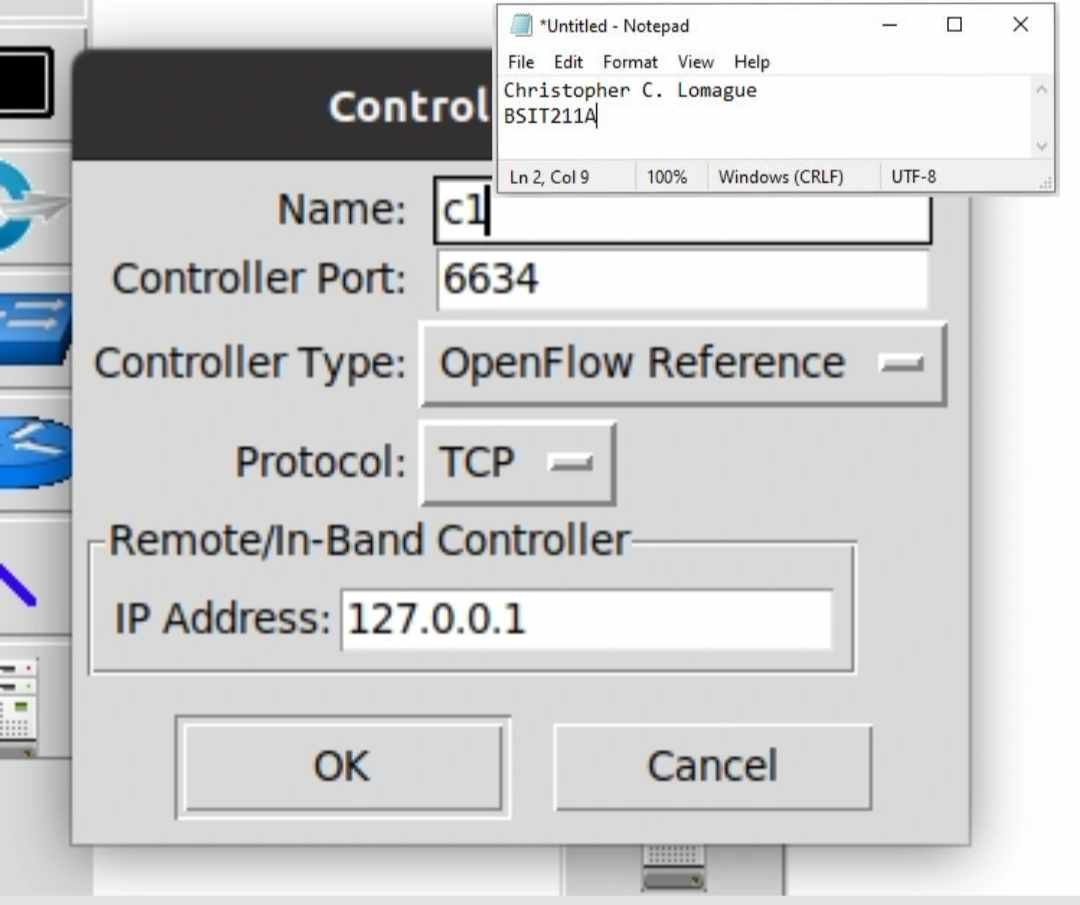 *Untitled - Notepad
File Edit Format View Help
Christopher C. Lomague
BSIT211A
Ln 2, Col 9 100% Windows (CRLF) UTF-8
Control
Name: c1
Controller Port: 6634
Controller Type: OpenFlow Reference
Protocol: TCP
Remote/In-Band Controller
IP Address: 127.0.0.1
OK Cancel